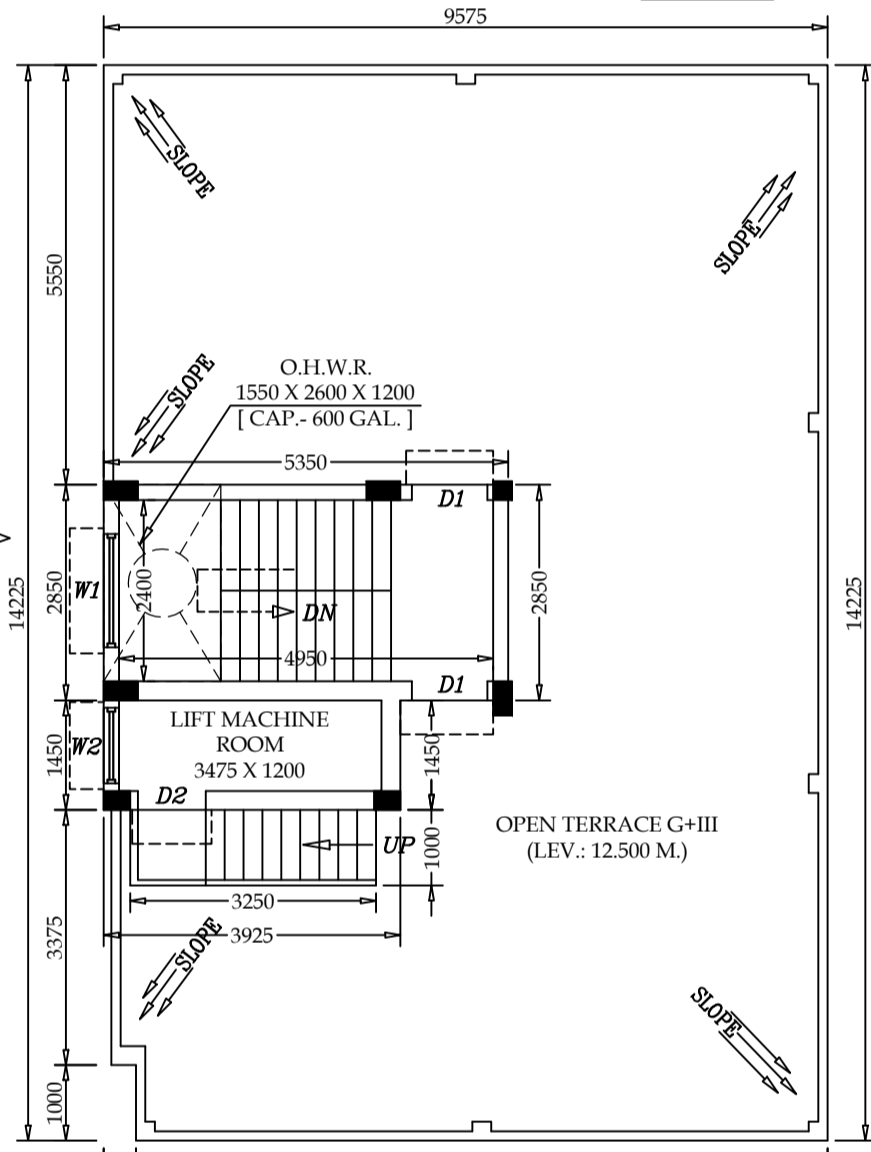 9575
SLOPE
SLOPE
5550
SLOPE
O.H.W.R.
1550 X 2600 X 1200
[ CAP.- 600 GAL. ]
5350
D1
W1
2400
DN
2850
2850
14225
14225
4950
D1
LIFT MACHINE
ROOM
3475 X 1200
W2
1450
1450
D2
UP
1000
OPEN TERRACE G+III
(LEV.: 12.500 M.)
3250
3925
3375
SLOPE
SLOPE
1000